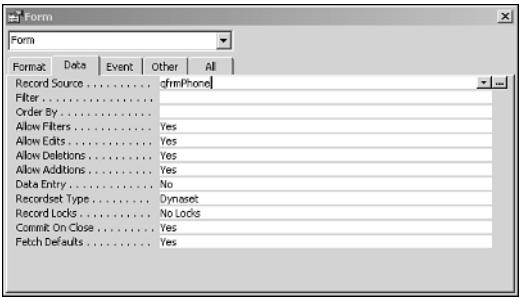 Form
Form
Format Data Event Other All
Record Source . . . . . . . . . . qfrmPhone
Filter . . . . . . . . . . . . . . . . .
Order By . . . . . . . . . . . . . .
Allow Filters . . . . . . . . . . . Yes
Allow Edits . . . . . . . . . . . . Yes
Allow Deletions . . . . . . . . . Yes
Allow Additions . . . . . . . . . Yes
Data Entry . . . . . . . . . . . . No
Recordset Type . . . . . . . . . Dynaset
Record Locks . . . . . . . . . . . No Locks
Commit On Close . . . . . . . . . Yes
Fetch Defaults . . . . . . . . . . Yes